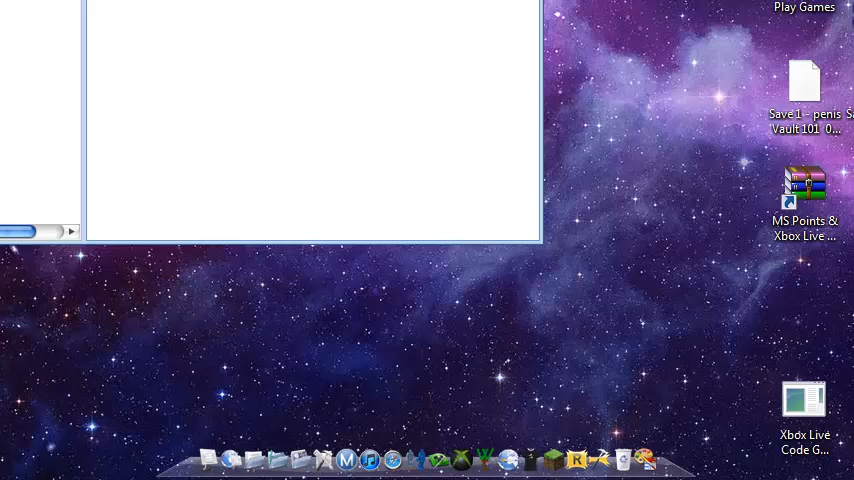 Play Games
Save 1 - penis
Vault 101 0...
MS Points &
Xbox Live ...
Xbox Live
Code G...
M
R